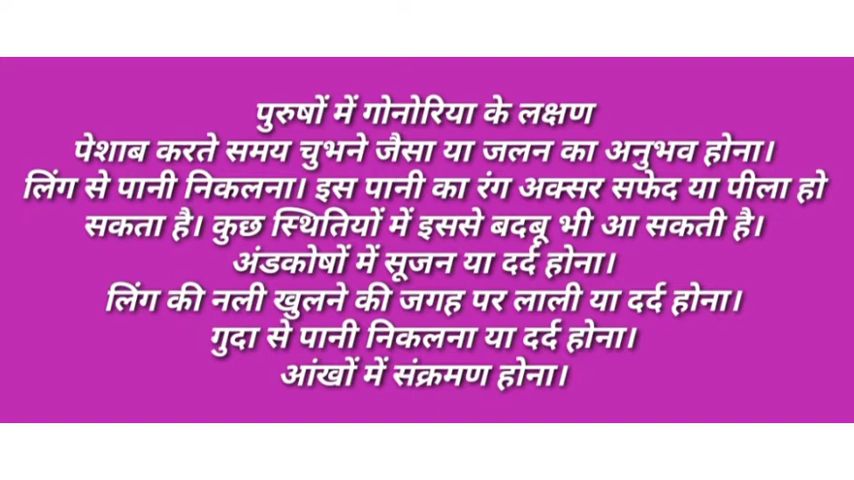 पुरुषों में गोनोरिया के लक्षण
पेशाब करते समय चुभने जैसा या जलन का अनुभव होना।
लिंग से पानी निकलना। इस पानी का रंग अक्सर सफेद या पीला हो
सकता है। कुछ स्थितियों में इससे बदबू भी आ सकती है।
अंडकोषों में सूजन या दर्द होना।
लिंग की नली खुलने की जगह पर लाली या दर्द होना।
गुदा से पानी निकलना या दर्द होना।
आंखों में संक्रमण होना।